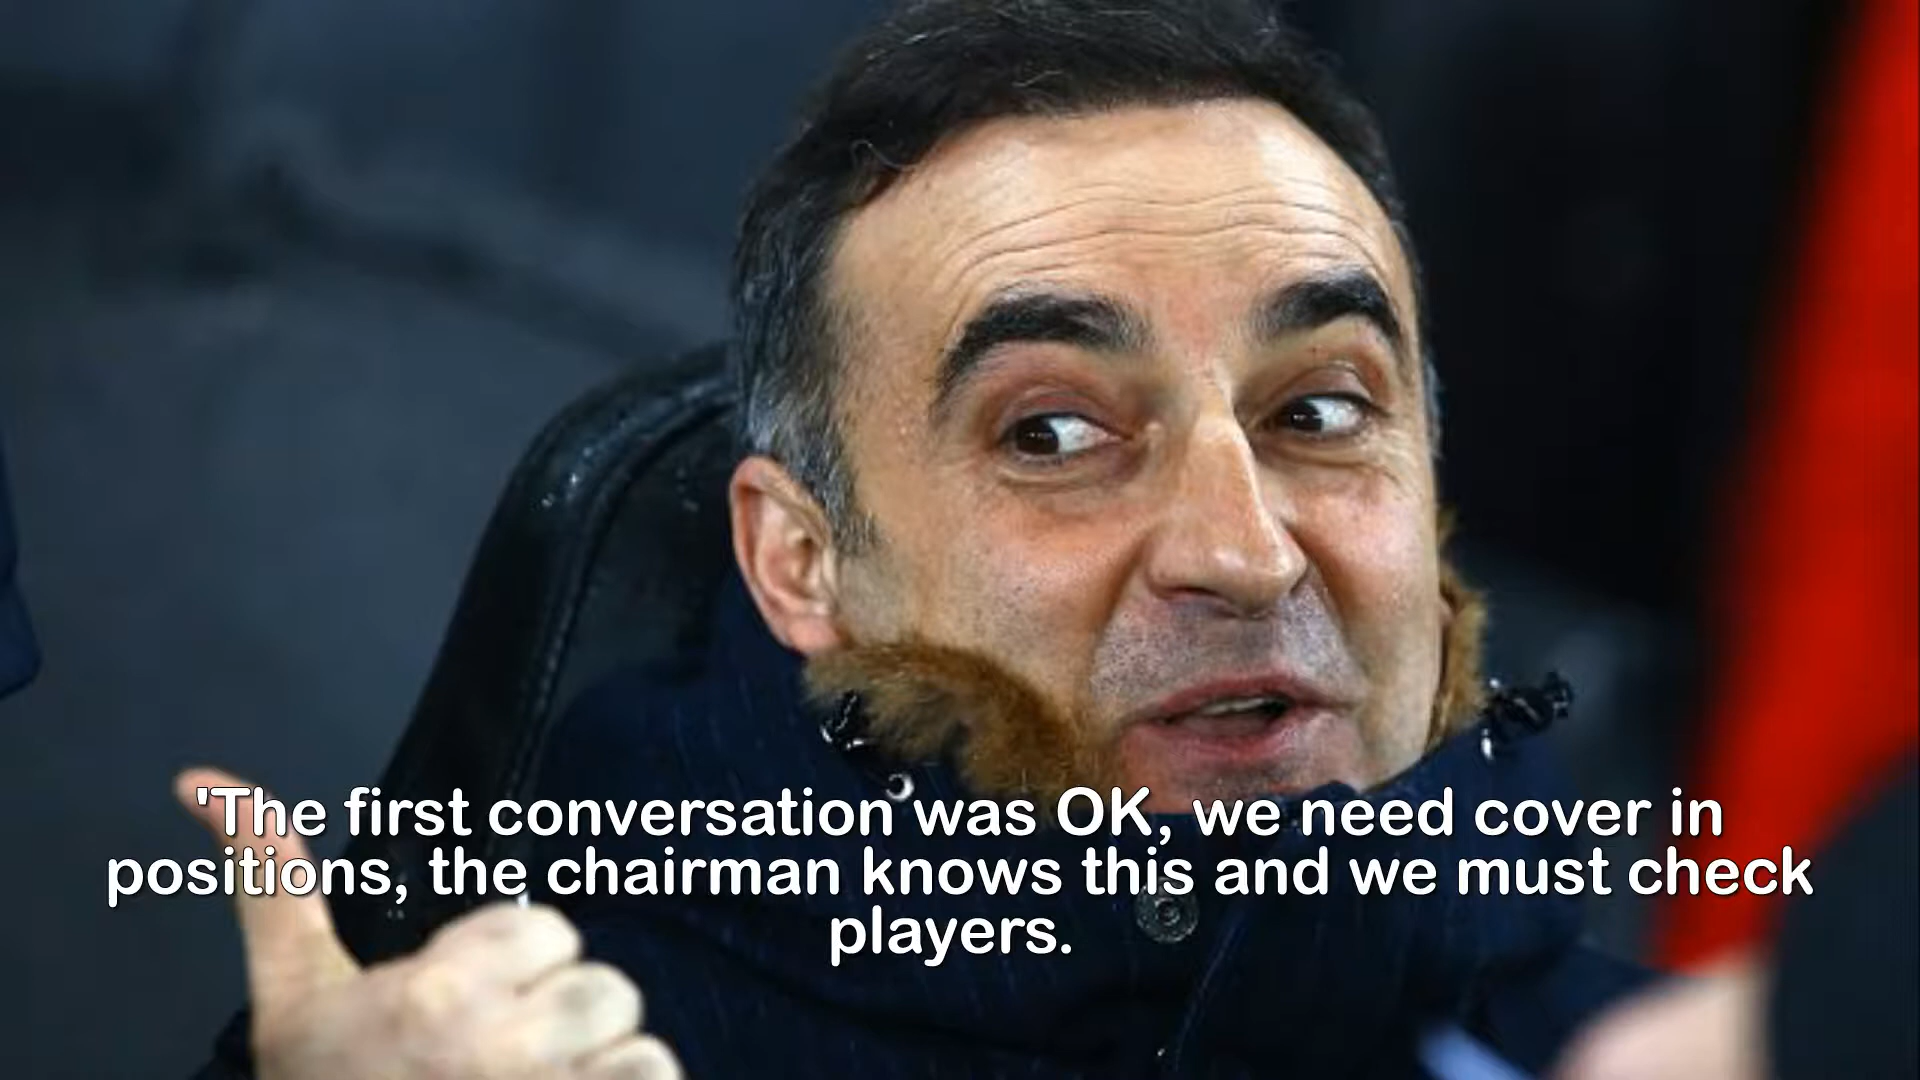 'The first conversation was OK, we need cover in
positions, the chairman knows this and we must check
players.